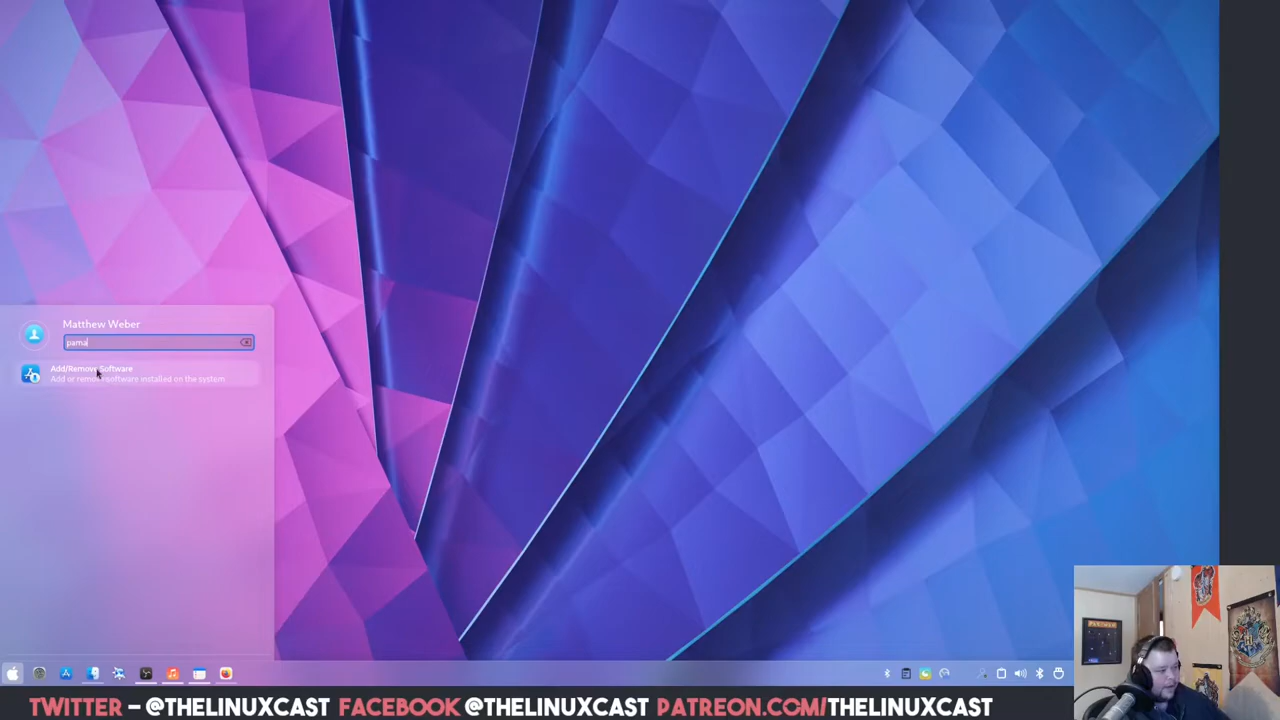 Matthew Weber
pama
Add/Remove Software
Add or remove software installed on the system
TWITTER - @THELINUXCAST FACEBOOK @THELINUXCAST PATREON.COM/THELINUXCAST